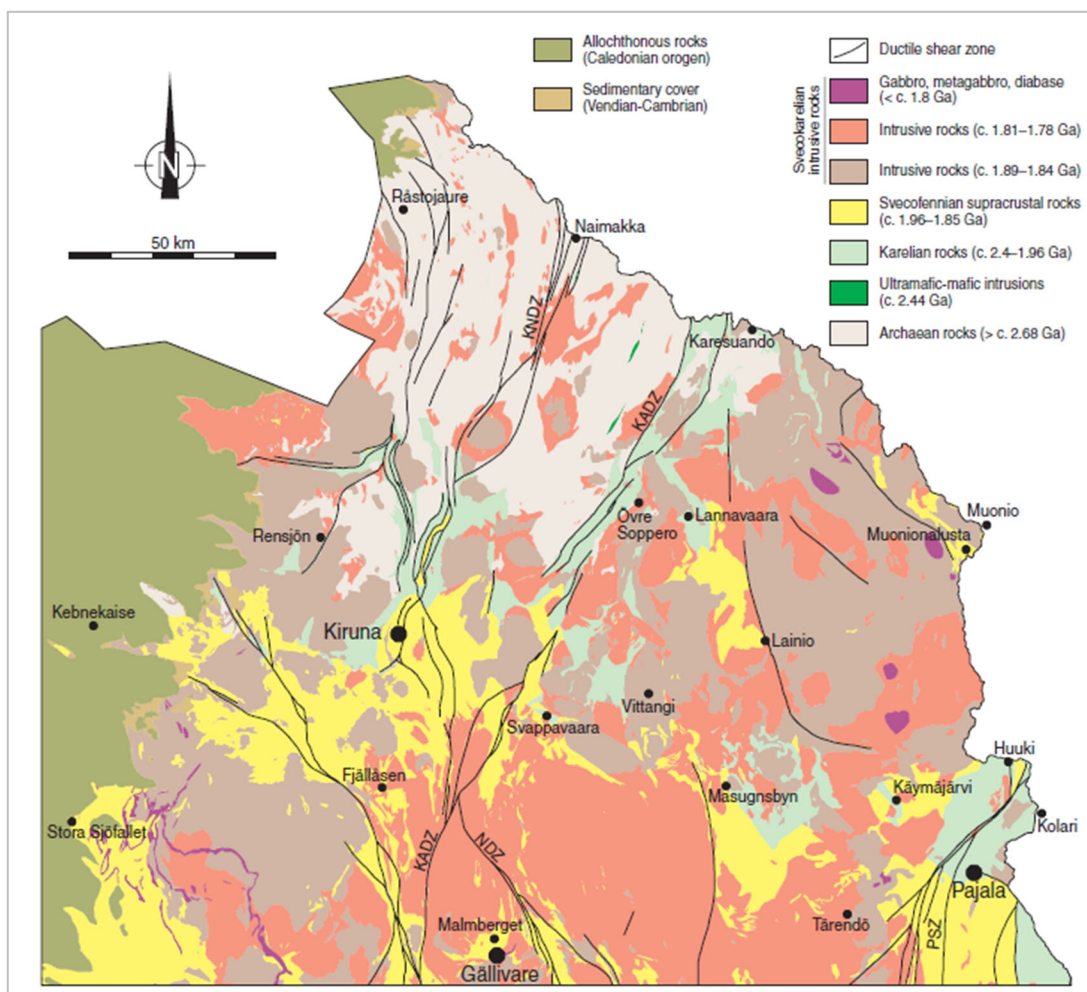 Allochthonous rocks
(Caledonian orogen)
Sedimentary cover
(Vendian-Cambrian)
Ductile shear zone
Svecokarelian
intrusive rocks
Gabbro, metagabbro, diabase
(< c. 1.8 Ga)
Intrusive rocks (c. 1.81–1.78 Ga)
Intrusive rocks (c. 1.89–1.84 Ga)
Svecofennian supracrustal rocks
(c. 1.96–1.85 Ga)
Karelian rocks (c. 2.4–1.96 Ga)
Ultramafic-mafic intrusions
(c. 2.44 Ga)
Archaean rocks (> c. 2.68 Ga)
N
50 km
Råstojaure
Naimakka
KNDZ
Karesuando
KADZ
Rensjön
Övre
Soppero
Lannavaara
Muonio
Muonionalusta
Kebnekaise
Kiruna
Lainio
Vittangi
Svappavaara
Huuki
Fjällåsen
Masugnsbyn
Käymäjärvi
Kolari
Stora Sjöfallet
KADZ
NDZ
Pajala
Malmberget
Gällivare
Tärendö
PSZ